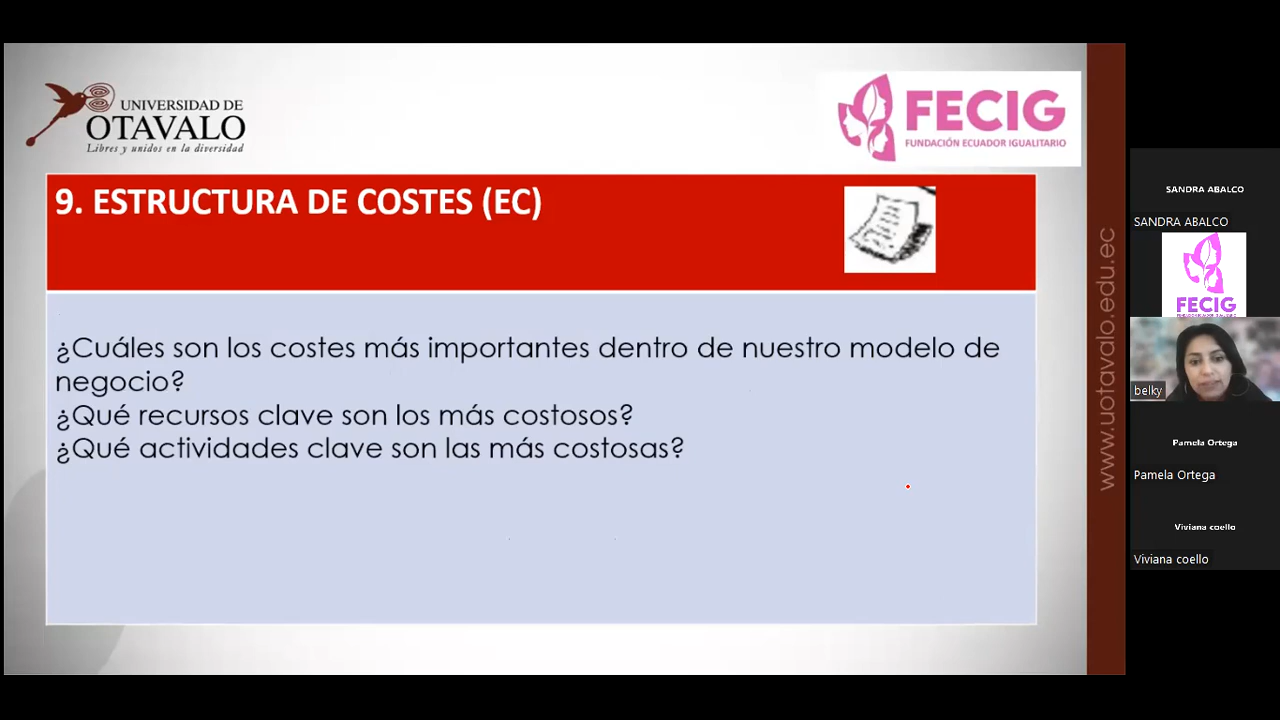 UNIVERSIDAD DE
OTAVALO
Libres y unidos en la diversidad
FECIG
FUNDACIÓN ECUADOR IGUALITARIO
9. ESTRUCTURA DE COSTES (EC)
¿Cuáles son los costes más importantes dentro de nuestro modelo de
negocio?
¿Qué recursos clave son los más costosos?
¿Qué actividades clave son las más costosas?
www.uotavalo.edu.ec
SANDRA ABALCO
SANDRA ABALCO
FECIG
FUNDACIÓN ECUADOR IGUALITARIO
belky
Pamela Ortega
Pamela Ortega
Viviana coello
Viviana coello